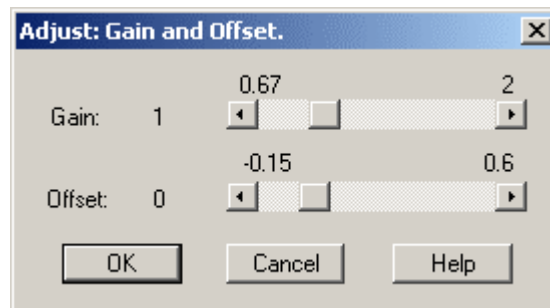 Adjust: Gain and Offset.
0.67 2
Gain: 1
-0.15 0.6
Offset: 0
OK Cancel Help